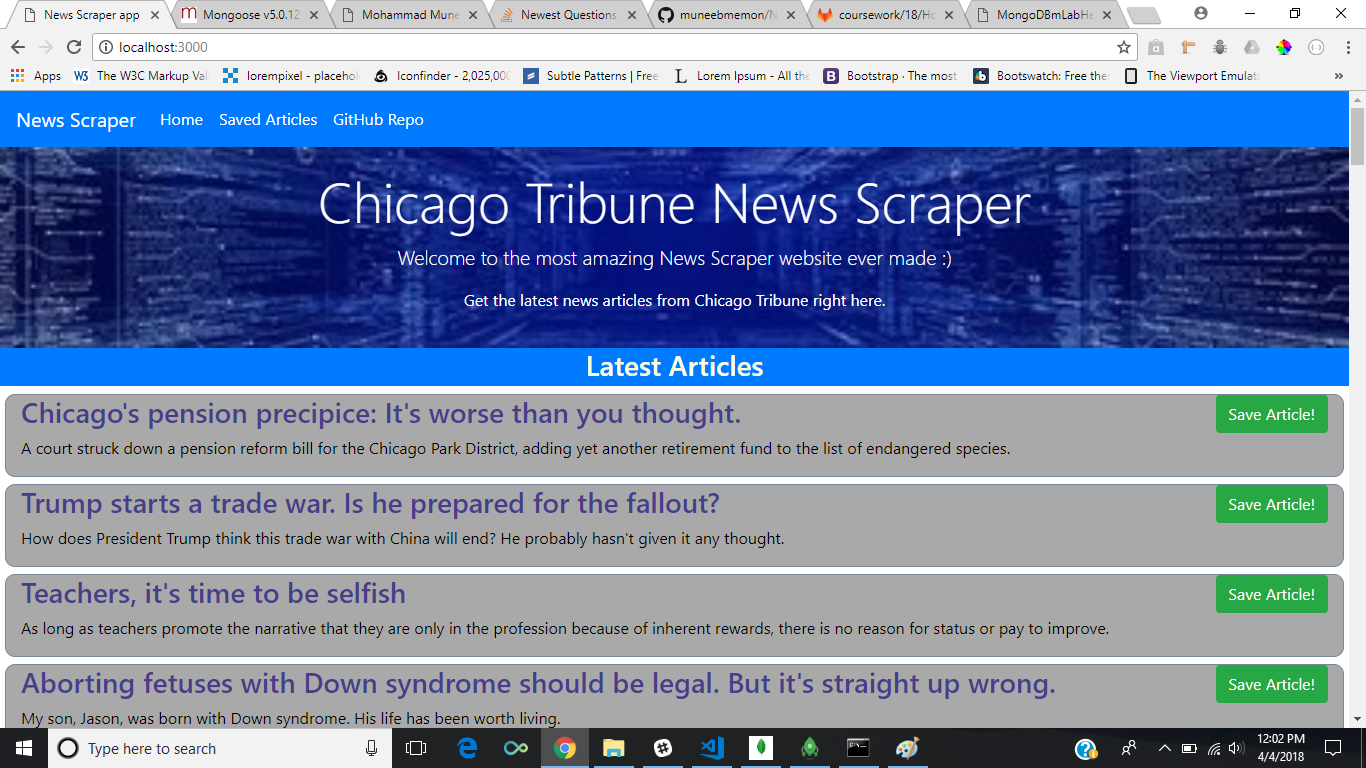 News Scraper app
Mongoose v5.0.12
Mohammad Mune
Newest Questions
muneebmemon/N
coursework/18/Ho
MongoDBmLabHe
localhost:3000
Apps
The W3C Markup Val
lorempixel - placehol
Iconfinder - 2,025,000
Subtle Patterns | Free
Lorem Ipsum - All the
Bootstrap · The most
Bootswatch: Free the
The Viewport Emulato
»
News Scraper
Home
Saved Articles
GitHub Repo
Chicago Tribune News Scraper
Welcome to the most amazing News Scraper website ever made :)
Get the latest news articles from Chicago Tribune right here.
Latest Articles
Chicago's pension precipice: It's worse than you thought.
Save Article!
A court struck down a pension reform bill for the Chicago Park District, adding yet another retirement fund to the list of endangered species.
Trump starts a trade war. Is he prepared for the fallout?
Save Article!
How does President Trump think this trade war with China will end? He probably hasn't given it any thought.
Teachers, it's time to be selfish
Save Article!
As long as teachers promote the narrative that they are only in the profession because of inherent rewards, there is no reason for status or pay to improve.
Aborting fetuses with Down syndrome should be legal. But it's straight up wrong.
Save Article!
My son, Jason, was born with Down syndrome. His life has been worth living.
Type here to search
12:02 PM
4/4/2018